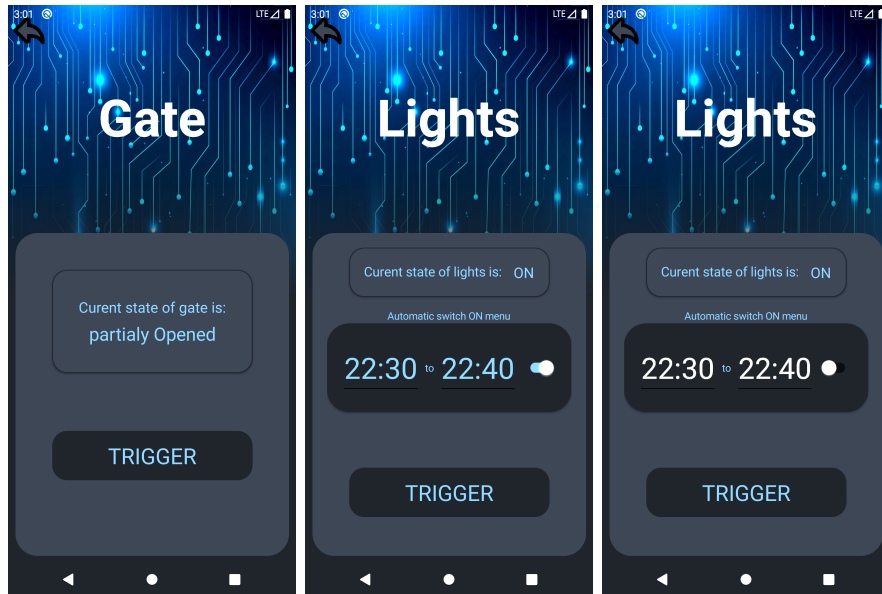 3:01 LTE
Gate
Curent state of gate is:
partialy Opened
TRIGGER
3:01 LTE
Lights
Curent state of lights is: ON
Automatic switch ON menu
22:30 to 22:40
TRIGGER
3:01 LTE
Lights
Curent state of lights is: ON
Automatic switch ON menu
22:30 to 22:40
TRIGGER